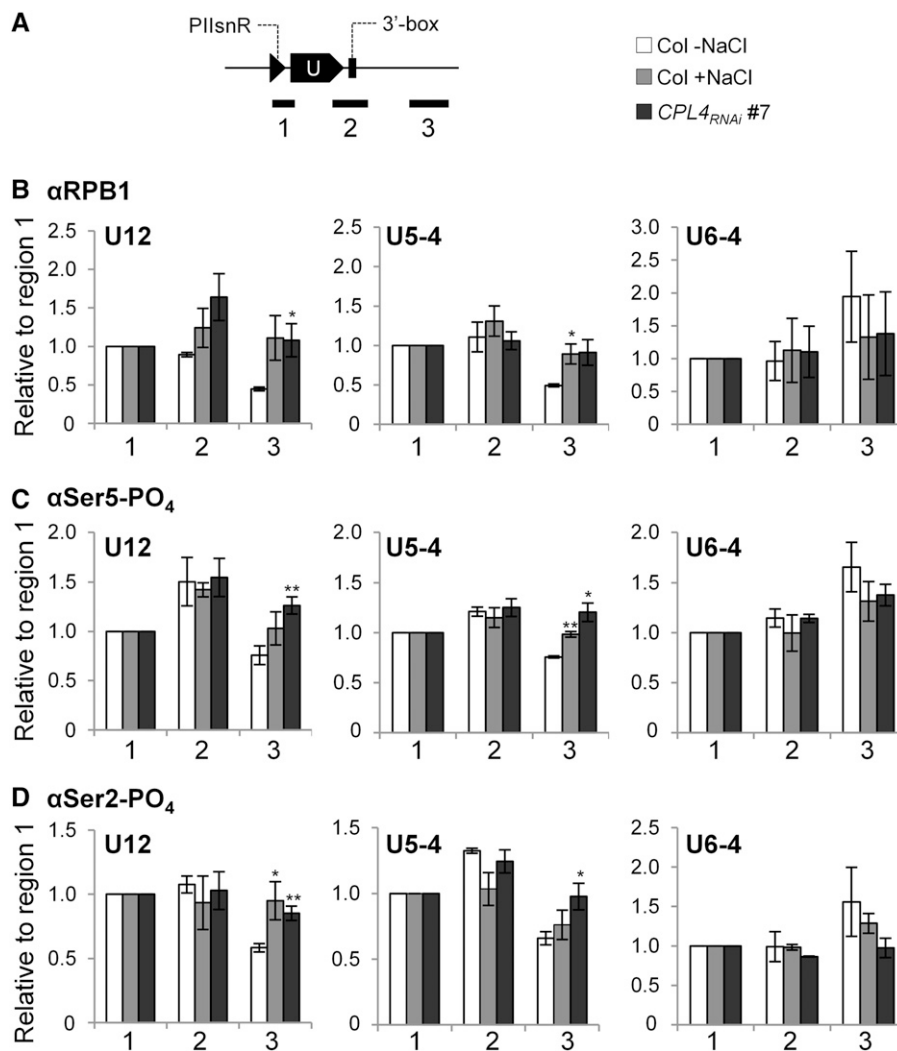 A
PIIsnR
3'-box
U
1 2 3
Col -NaCl
Col +NaCl
CPL4RNAi #7
B αRPB1
Relative to region 1
U12
2.5
2.0
1.5
1.0
0.5
0
*
1 2 3
U5-4
2.5
2.0
1.5
1.0
0.5
0
*
1 2 3
U6-4
3.0
2.5
2.0
1.5
1.0
0.5
0
1 2 3
C αSer5-PO4
Relative to region 1
U12
2.0
1.5
1.0
0.5
0
**
1 2 3
U5-4
2.0
1.5
1.0
0.5
0
** *
1 2 3
U6-4
2.0
1.5
1.0
0.5
0
1 2 3
D αSer2-PO4
Relative to region 1
U12
1.5
1.0
0.5
0
* **
1 2 3
U5-4
1.5
1.0
0.5
0
*
1 2 3
U6-4
2.5
2.0
1.5
1.0
0.5
0
1 2 3